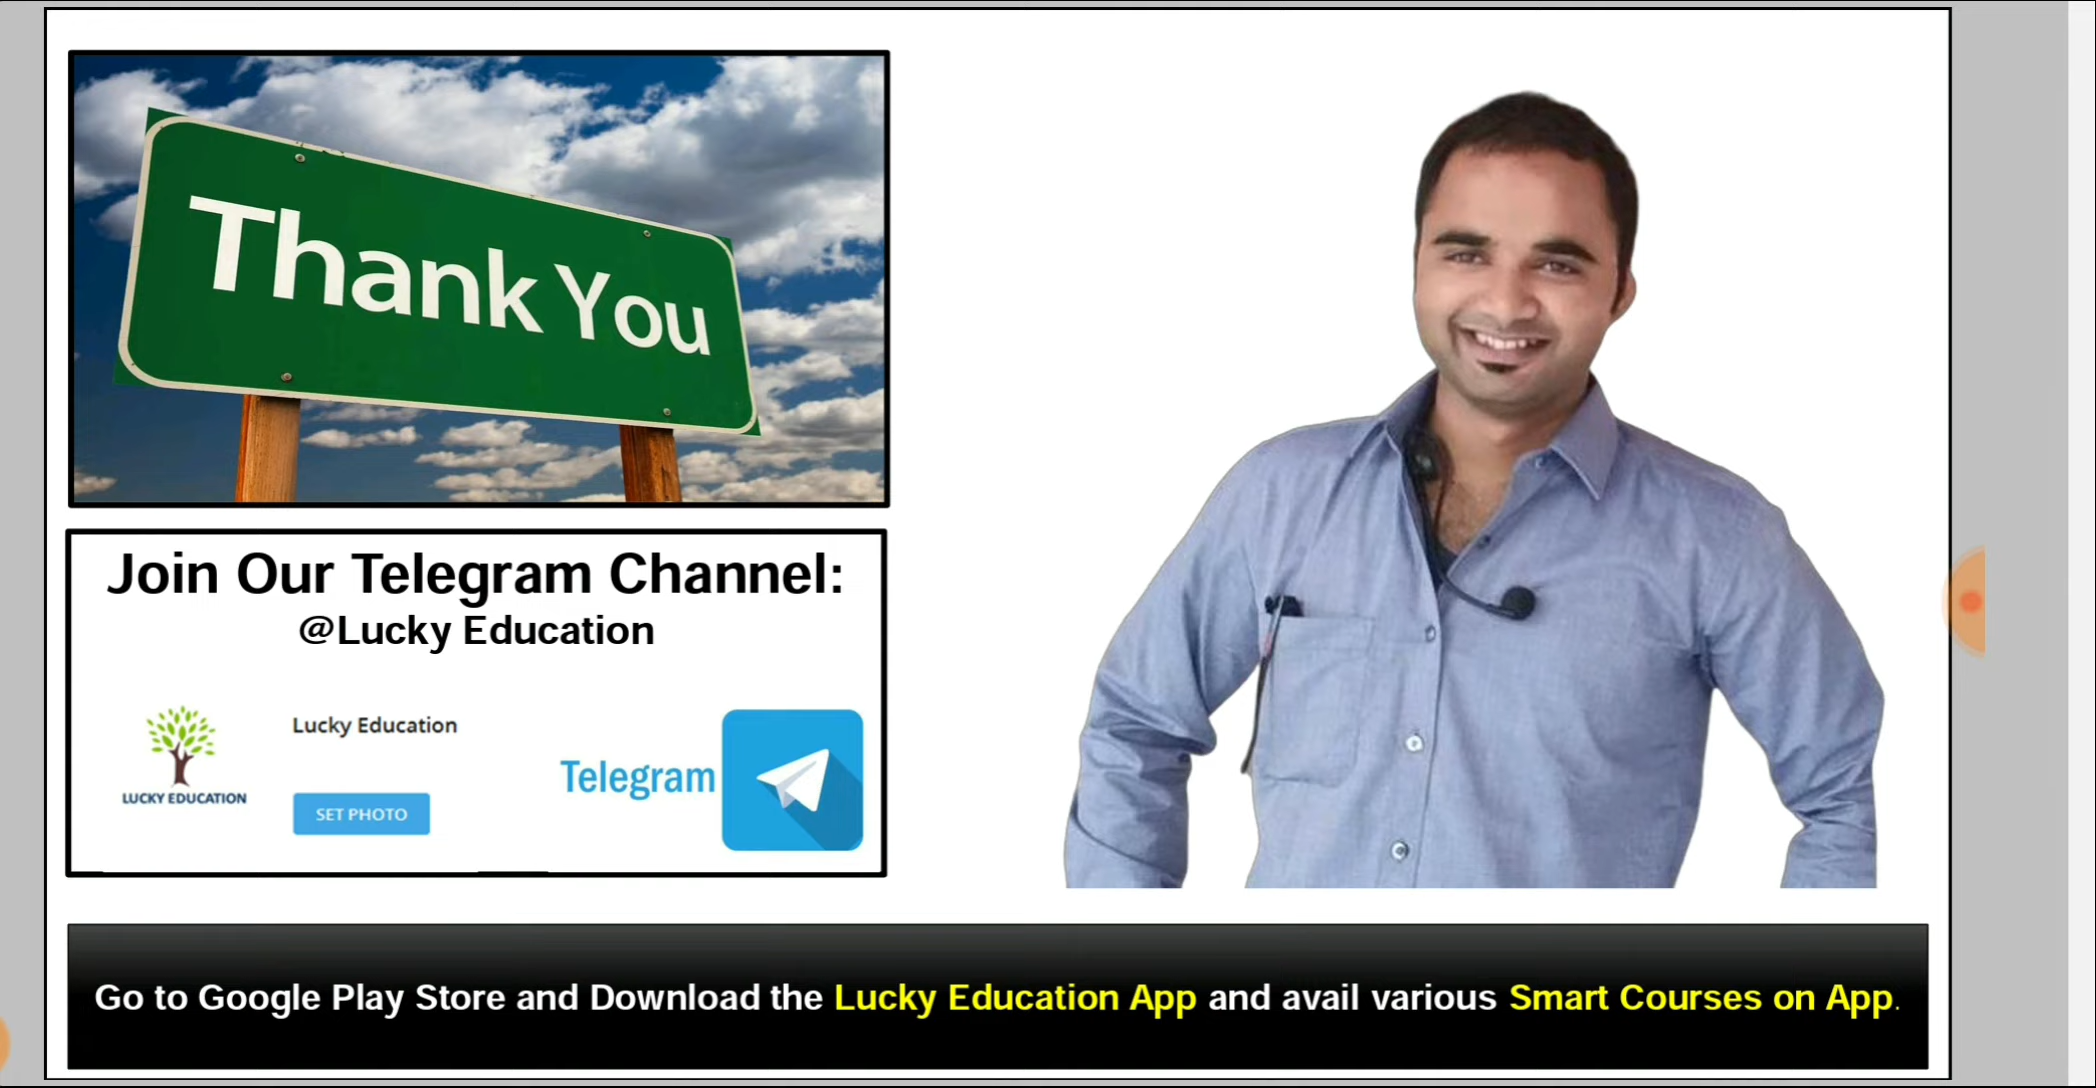 Thank You
Join Our Telegram Channel:
@Lucky Education
Lucky Education
LUCKY EDUCATION
SET PHOTO
Telegram
Go to Google Play Store and Download the Lucky Education App and avail various Smart Courses on App.